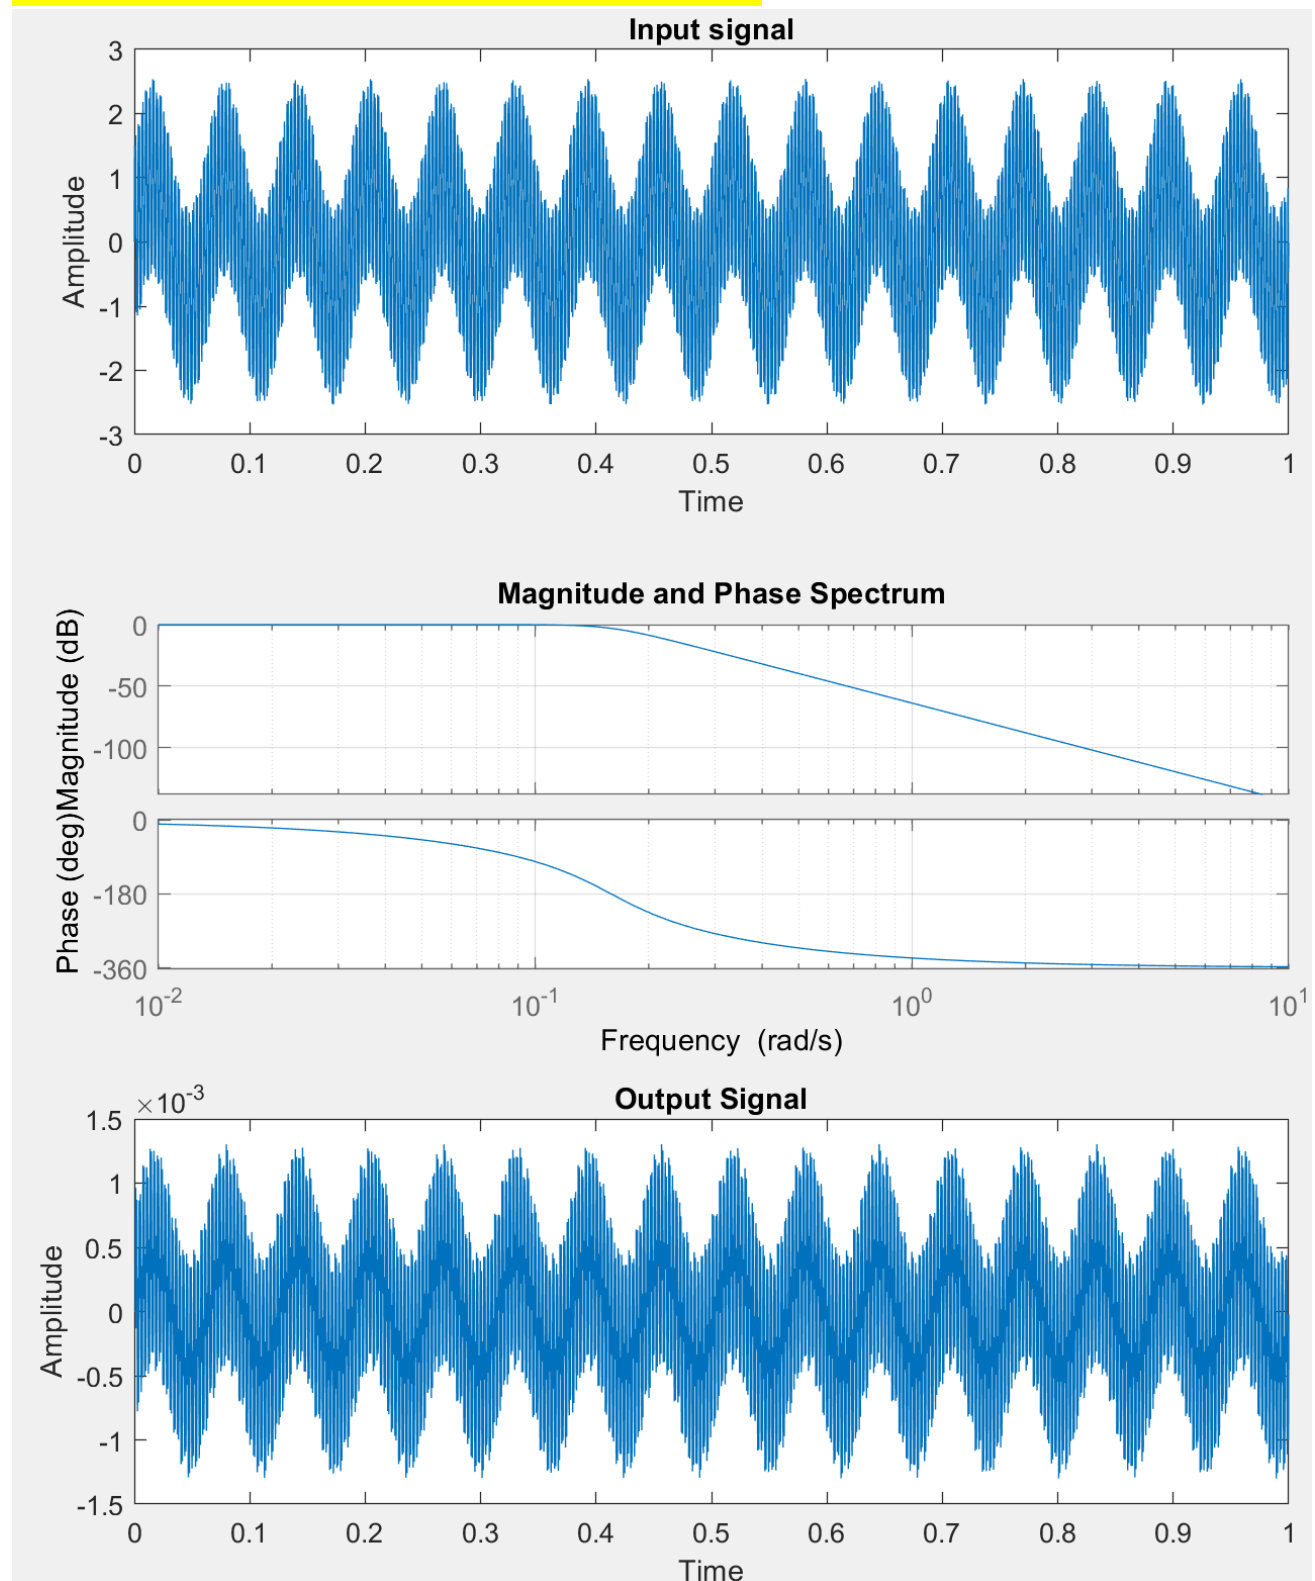 Input signal
3
2
1
0
-1
-2
-3
Amplitude
0 0.1 0.2 0.3 0.4 0.5 0.6 0.7 0.8 0.9 1
Time
Magnitude and Phase Spectrum
Magnitude (dB)
0
-50
-100
Phase (deg)
0
-180
-360
10⁻² 10⁻¹ 10⁰ 10¹
Frequency (rad/s)
Output Signal
×10⁻³
1.5
1
0.5
0
-0.5
-1
-1.5
Amplitude
0 0.1 0.2 0.3 0.4 0.5 0.6 0.7 0.8 0.9 1
Time